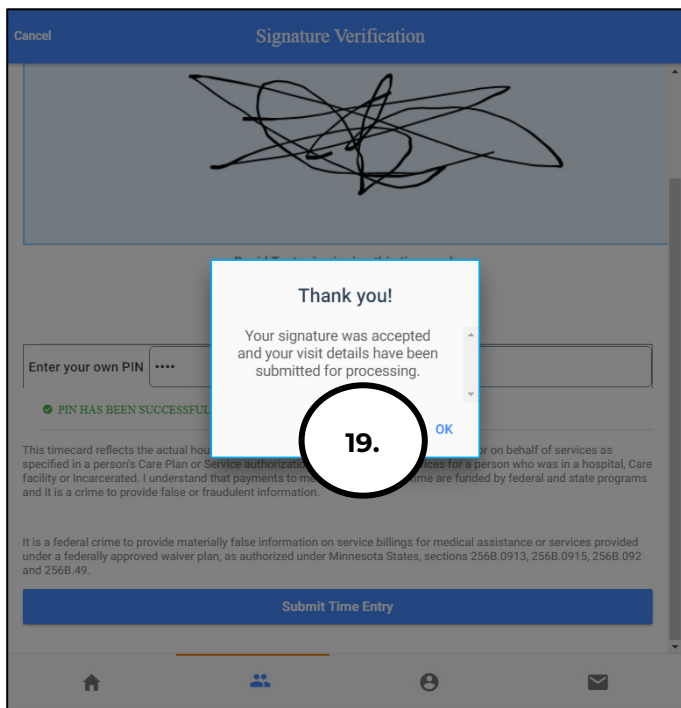 Cancel
Signature Verification
Thank you!
Your signature was accepted
and your visit details have been
submitted for processing.
Enter your own PIN ····
PIN HAS BEEN SUCCESSFUL
OK
19.
This timecard reflects the actual hou or on behalf of services as
specified in a person's Care Plan or Service for a person who was in a hospital, Care
facility or Incarcerated. I understand that payments to time are funded by federal and state programs
and it is a crime to provide false or fraudulent information.
It is a federal crime to provide materially false information on service billings for medical assistance or services provided
under a federally approved waiver plan, as authorized under Minnesota States, sections 256B.0913, 256B.0915, 256B.092
and 256B.49.
Submit Time Entry